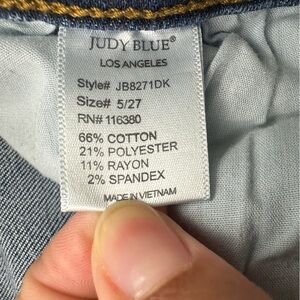 JUDY BLUE®
LOS ANGELES
Style# JB8271DK
Size# 5/27
RN# 116380
66% COTTON
21% POLYESTER
11% RAYON
2% SPANDEX
MADE IN VIETNAM